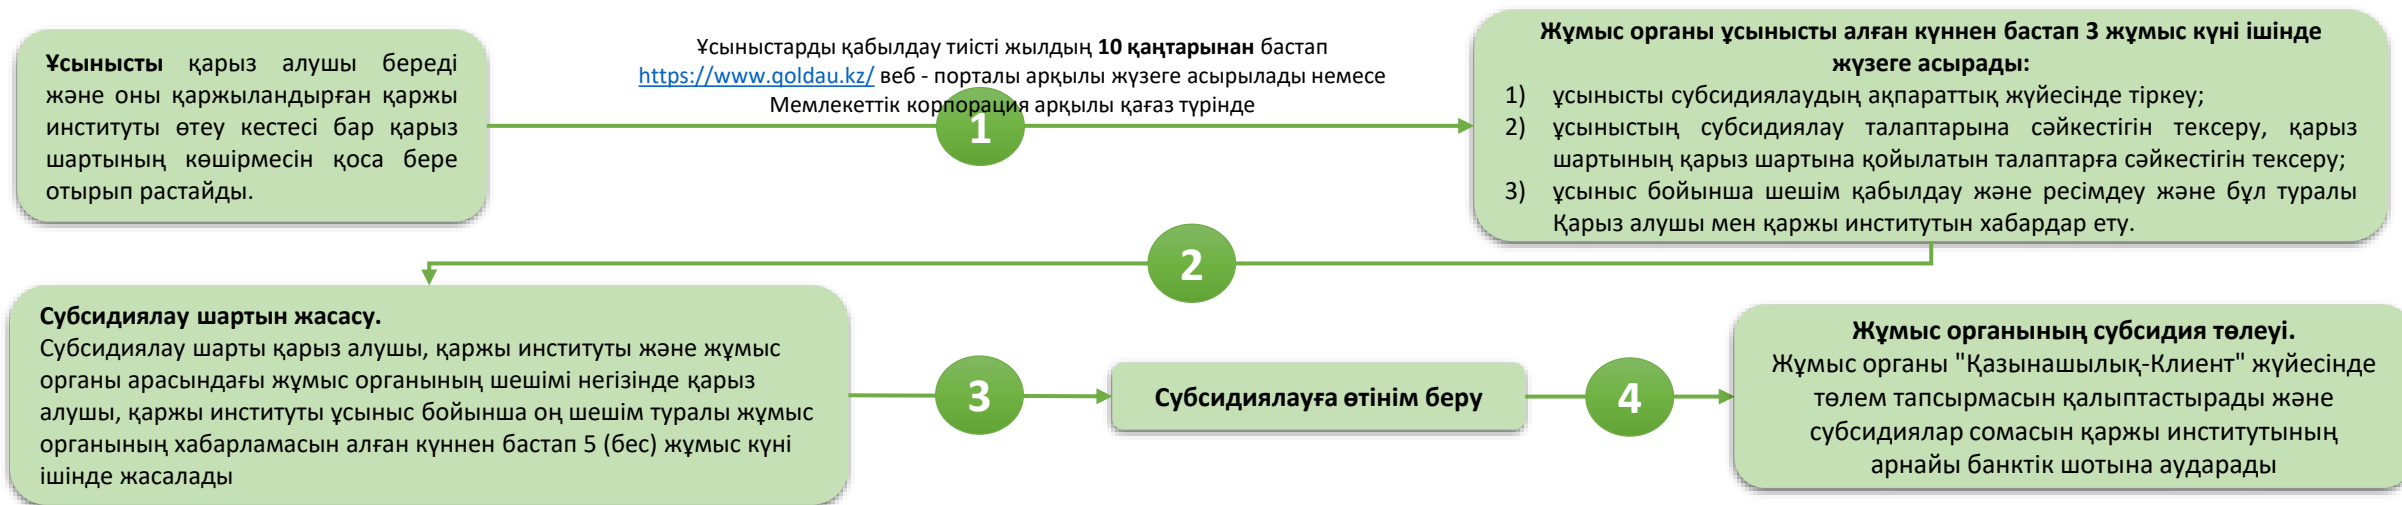 Ұсынысты қарыз алушы береді
және оны қаржыландырған қаржы
институты өтеу кестесі бар қарыз
шартының көшірмесін қоса бере
отырып растайды.
Ұсыныстарды қабылдау тиісті жылдың 10 қаңтарынан бастап
https://www.qoldau.kz/ веб - порталы арқылы жүзеге асырылады немесе
Мемлекеттік корпорация арқылы қағаз түрінде
1
Жұмыс органы ұсынысты алған күннен бастап 3 жұмыс күні ішінде
жүзеге асырады:
1) ұсынысты субсидиялаудың ақпараттық жүйесінде тіркеу;
2) ұсыныстың субсидиялау талаптарына сәйкестігін тексеру, қарыз
шартының қарыз шартына қойылатын талаптарға сәйкестігін тексеру;
3) ұсыныс бойынша шешім қабылдау және ресімдеу және бұл туралы
Қарыз алушы мен қаржы институтын хабардар ету.
2
Субсидиялау шартын жасасу.
Субсидиялау шарты қарыз алушы, қаржы институты және жұмыс
органы арасындағы жұмыс органының шешімі негізінде қарыз
алушы, қаржы институты ұсыныс бойынша оң шешім туралы жұмыс
органының хабарламасын алған күннен бастап 5 (бес) жұмыс күні
ішінде жасалады
3
Субсидиялауға өтінім беру
4
Жұмыс органының субсидия төлеуі.
Жұмыс органы "Қазынашылық-Клиент" жүйесінде
төлем тапсырмасын қалыптастырады және
субсидиялар сомасын қаржы институтының
арнайы банктік шотына аударады